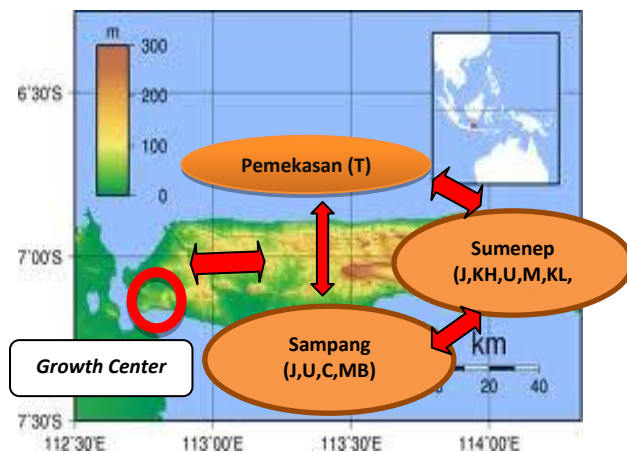 m
300
200
100
0
6°30'S
7°00'S
7°30'S
112°30'E
113°00'E
113°30'E
114°00'E
Pemekasan (T)
Sumenep
(J,KH,U,M,KL,
Sampang
(J,U,C,MB)
Growth Center
km
20
40